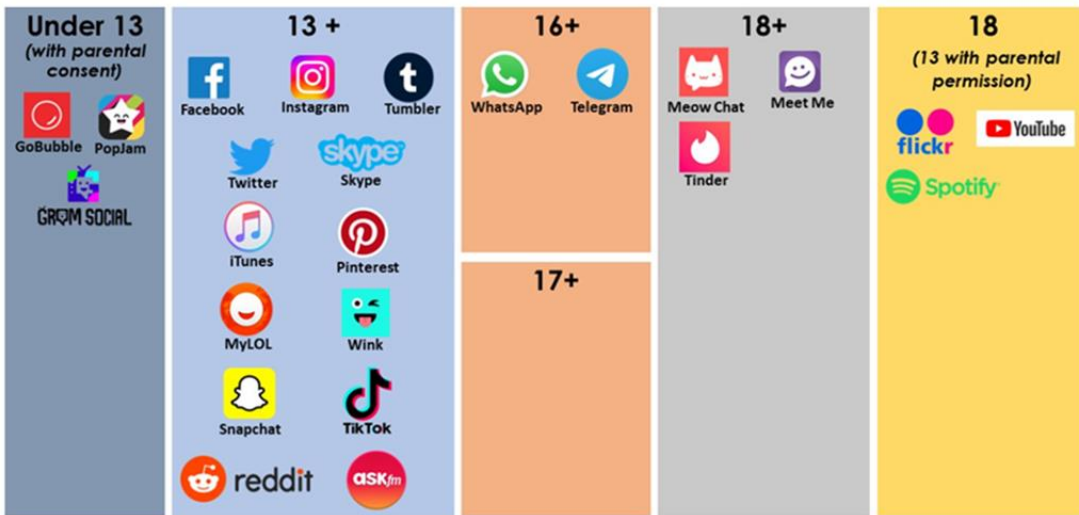 Under 13
(with parental
consent)
GoBubble
PopJam
GROM SOCIAL
13 +
Facebook
Instagram
Tumbler
Twitter
skype
Skype
iTunes
Pinterest
MyLOL
Wink
Snapchat
TikTok
reddit
ASKfm
16+
WhatsApp
Telegram
17+
18+
Meow Chat
Meet Me
Tinder
18
(13 with parental
permission)
flickr
YouTube
Spotify